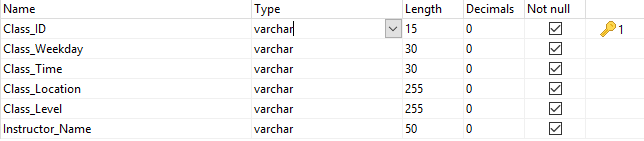 Name Type Length Decimals Not null
Class_ID varchar 15 0 1
Class_Weekday varchar 30 0
Class_Time varchar 30 0
Class_Location varchar 255 0
Class_Level varchar 255 0
Instructor_Name varchar 50 0